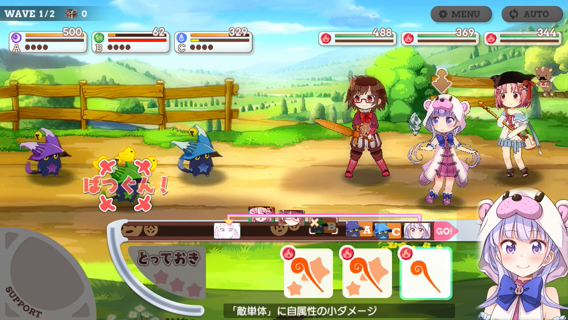 WAVE 1/2 0
MENU
AUTO
500
62
329
A
B
C
488
369
344
ばつぐん!
A C GO!
とっておき
SUPPORT
「敵単体」に自属性の小ダメージ